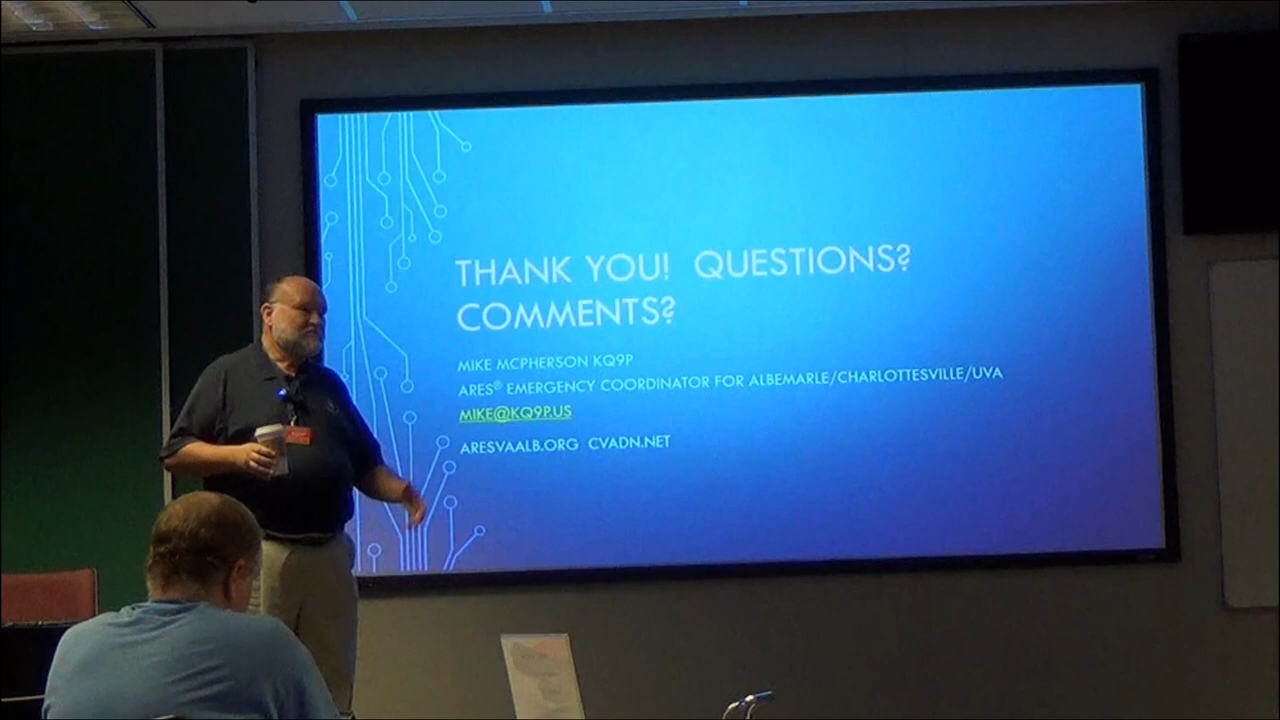 THANK YOU!  QUESTIONS?
COMMENTS?
MIKE MCPHERSON KQ9P
ARES® EMERGENCY COORDINATOR FOR ALBEMARLE/CHARLOTTESVILLE/UVA
MIKE@KQ9P.US
ARESVAALB.ORG  CVADN.NET